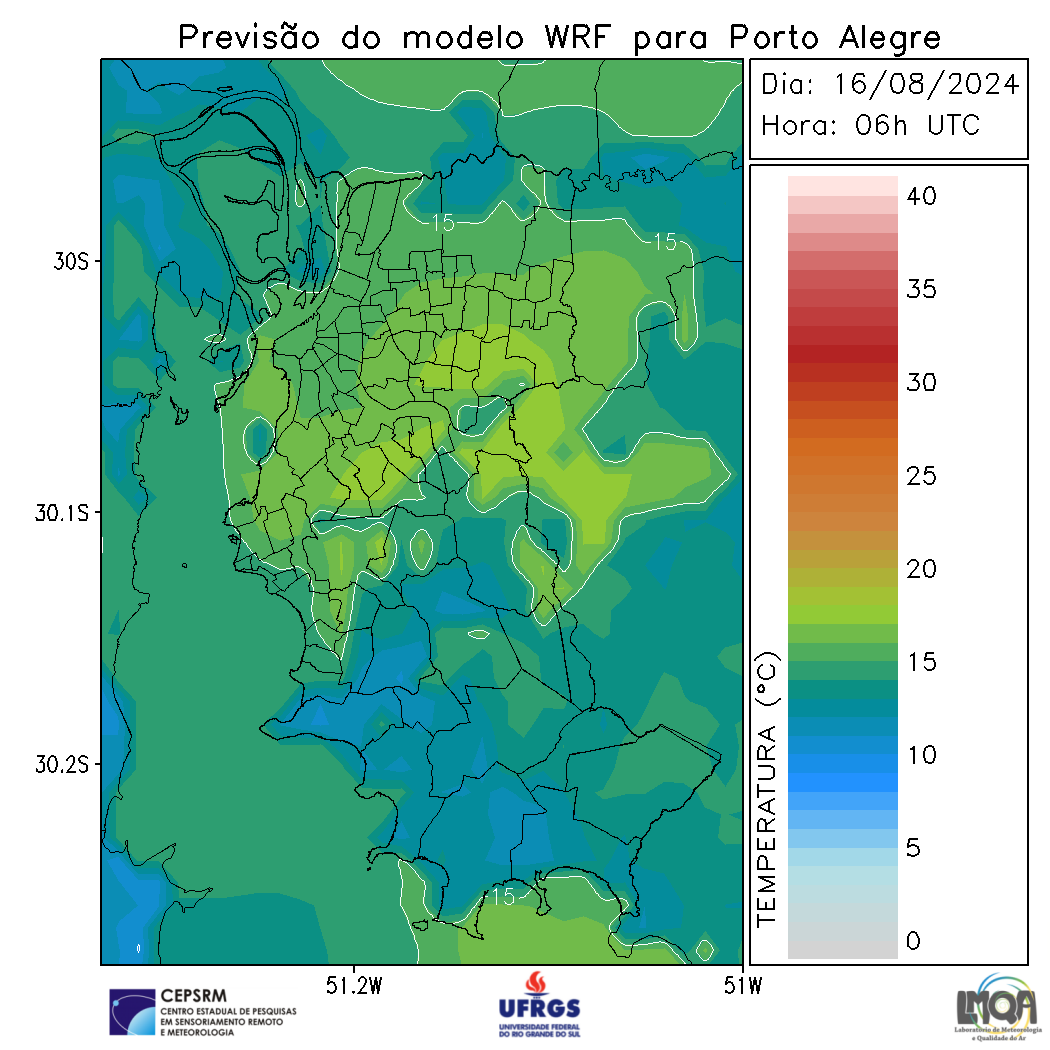 Previsão do modelo WRF para Porto Alegre
Dia: 16/08/2024
Hora: 06h UTC
40
35
30
25
20
15
10
5
0
TEMPERATURA (°C)
30S
30.1S
30.2S
51.2W
51W
15
15
15
CEPSRM
CENTRO ESTADUAL DE PESQUISAS
EM SENSORIAMENTO REMOTO
E METEOROLOGIA
UFRGS
UNIVERSIDADE FEDERAL
DO RIO GRANDE DO SUL
LMQA
Laboratório de Meteorologia
e Qualidade do Ar